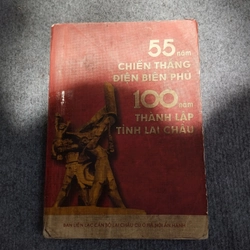 55 năm
CHIẾN THẮNG
ĐIỆN BIÊN PHỦ
100 năm
THÀNH LẬP
TỈNH LAI CHÂU